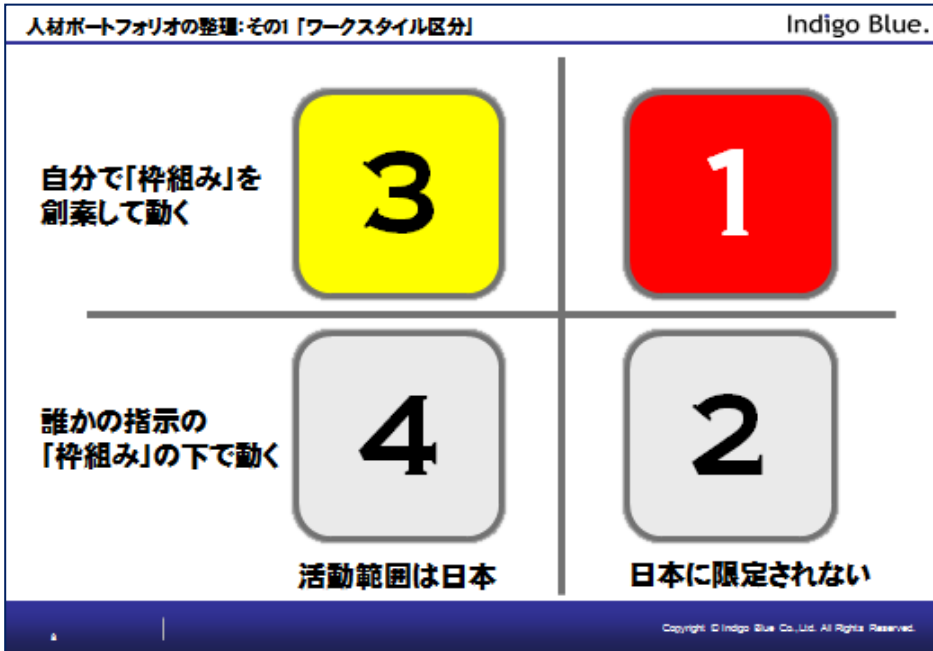 人材ポートフォリオの整理:その1 「ワークスタイル区分」
Indigo Blue.
自分で「枠組み」を
創案して動く
3
1
誰かの指示の
「枠組み」の下で動く
4
2
活動範囲は日本
日本に限定されない
8
Copyright © Indigo Blue Co.,Ltd. All Rights Reserved.